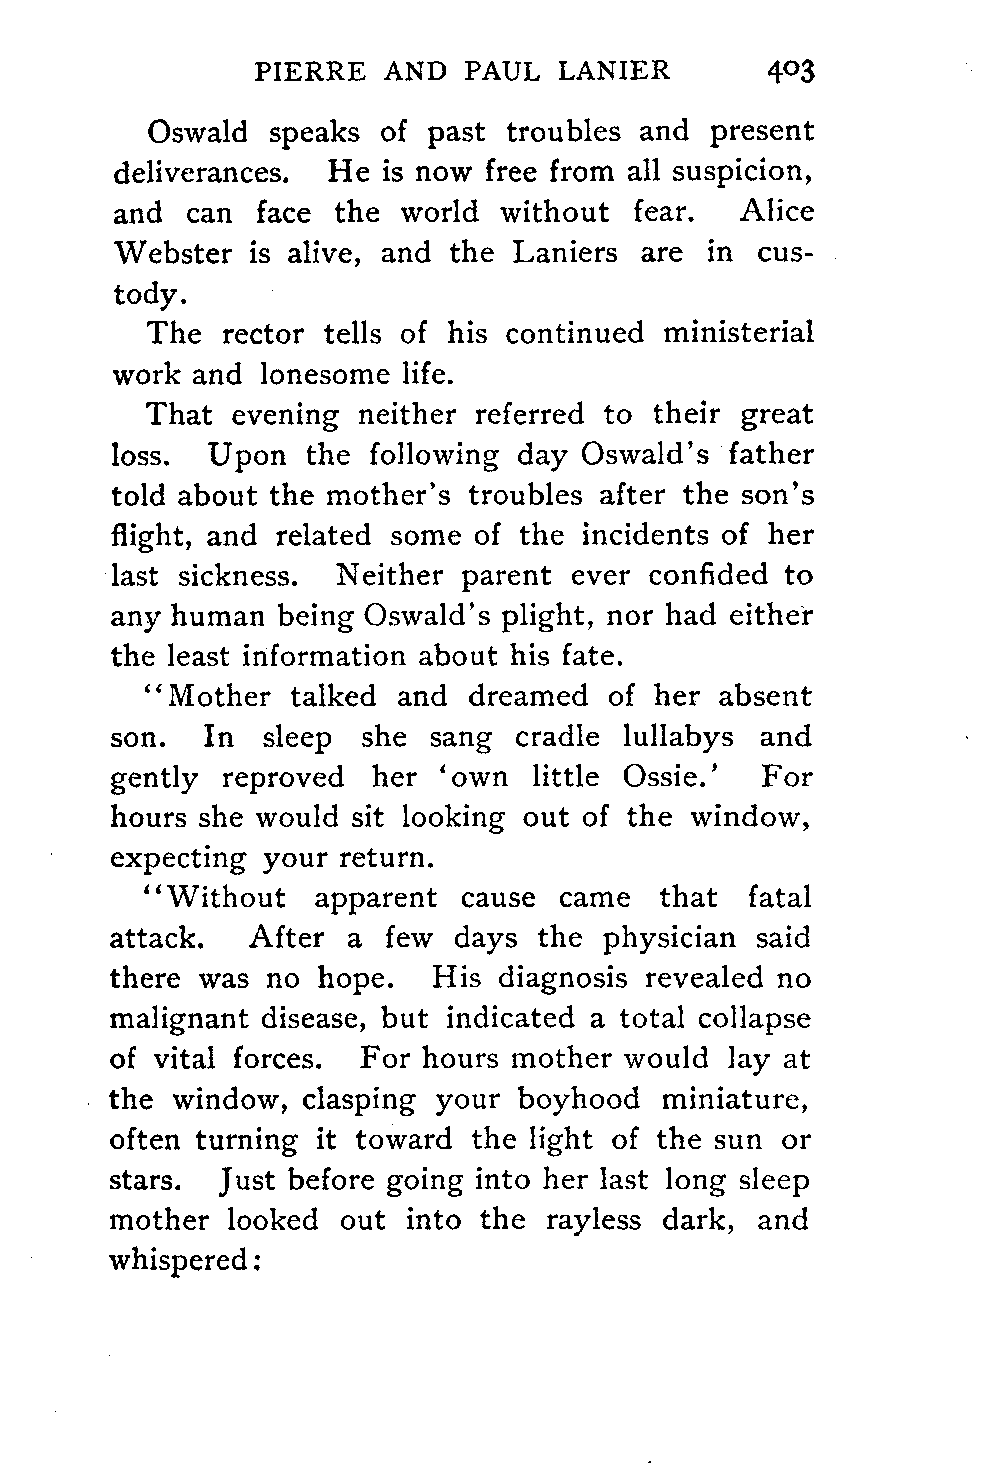 PIERRE AND PAUL LANIER 403
Oswald speaks of past troubles and present
deliverances. He is now free from all suspicion,
and can face the world without fear. Alice
Webster is alive, and the Laniers are in cus-
tody.
The rector tells of his continued ministerial
work and lonesome life.
That evening neither referred to their great
loss. Upon the following day Oswald's father
told about the mother's troubles after the son's
flight, and related some of the incidents of her
last sickness. Neither parent ever confided to
any human being Oswald's plight, nor had either
the least information about his fate.
"Mother talked and dreamed of her absent
son. In sleep she sang cradle lullabys and
gently reproved her 'own little Ossie.' For
hours she would sit looking out of the window,
expecting your return.
"Without apparent cause came that fatal
attack. After a few days the physician said
there was no hope. His diagnosis revealed no
malignant disease, but indicated a total collapse
of vital forces. For hours mother would lay at
the window, clasping your boyhood miniature,
often turning it toward the light of the sun or
stars. Just before going into her last long sleep
mother looked out into the rayless dark, and
whispered: